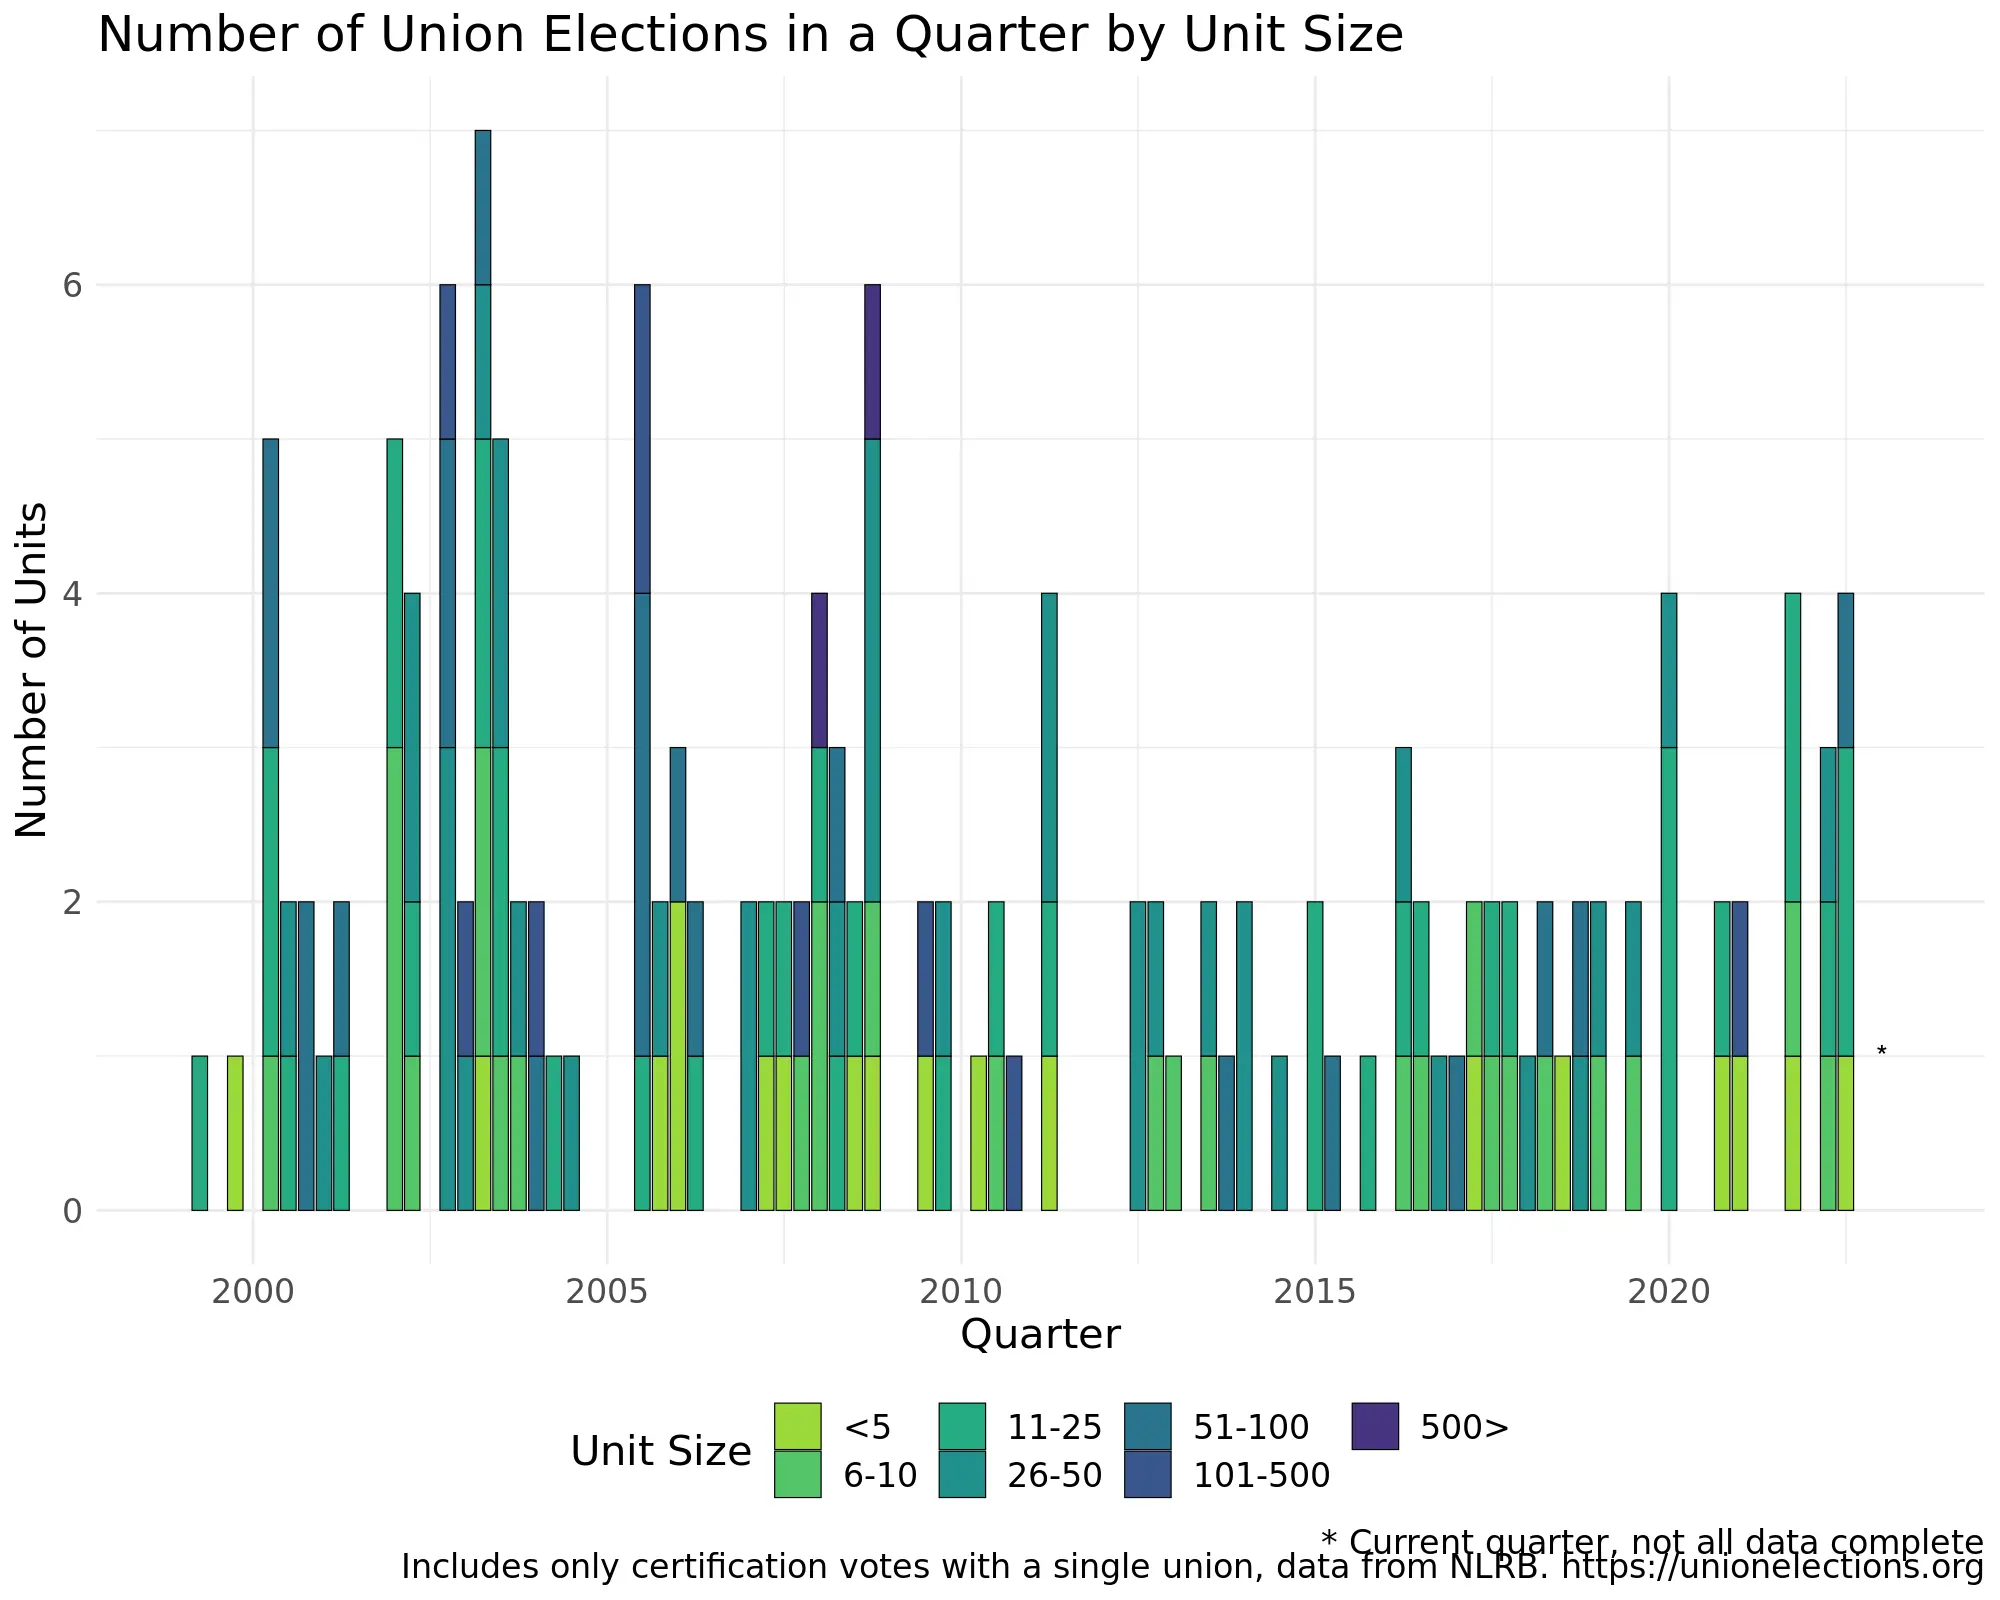 Number of Union Elections in a Quarter by Unit Size
Number of Units
6
4
2
0
*
2000 2005 2010 2015 2020
Quarter
Unit Size
<5 11-25 51-100 500>
6-10 26-50 101-500
* Current quarter, not all data complete
Includes only certification votes with a single union, data from NLRB. https://unionelections.org